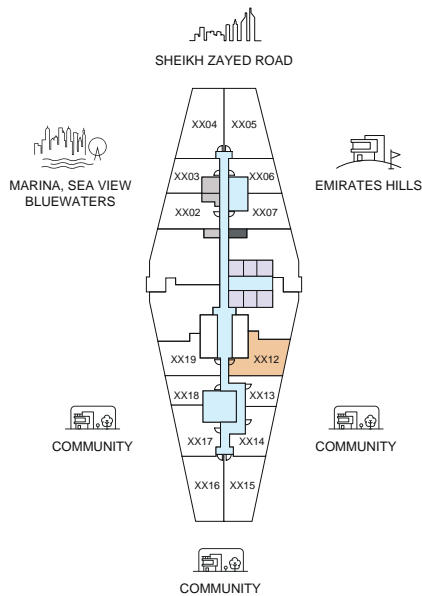 SHEIKH ZAYED ROAD
XX04 XX05
MARINA, SEA VIEW
BLUEWATERS
EMIRATES HILLS
XX03 XX06
XX02 XX07
XX19 XX12
XX18 XX13
XX17 XX14
XX16 XX15
COMMUNITY
COMMUNITY
COMMUNITY